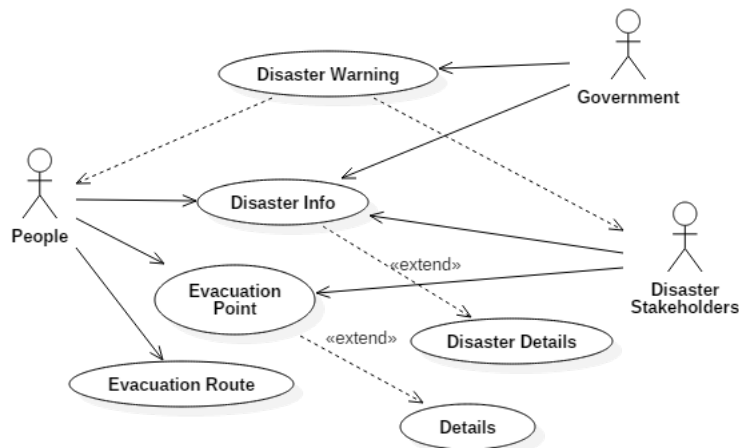 Disaster Warning
Government
Disaster Info
People
«extend»
Disaster
Stakeholders
Evacuation
Point
«extend»
Disaster Details
Evacuation Route
Details